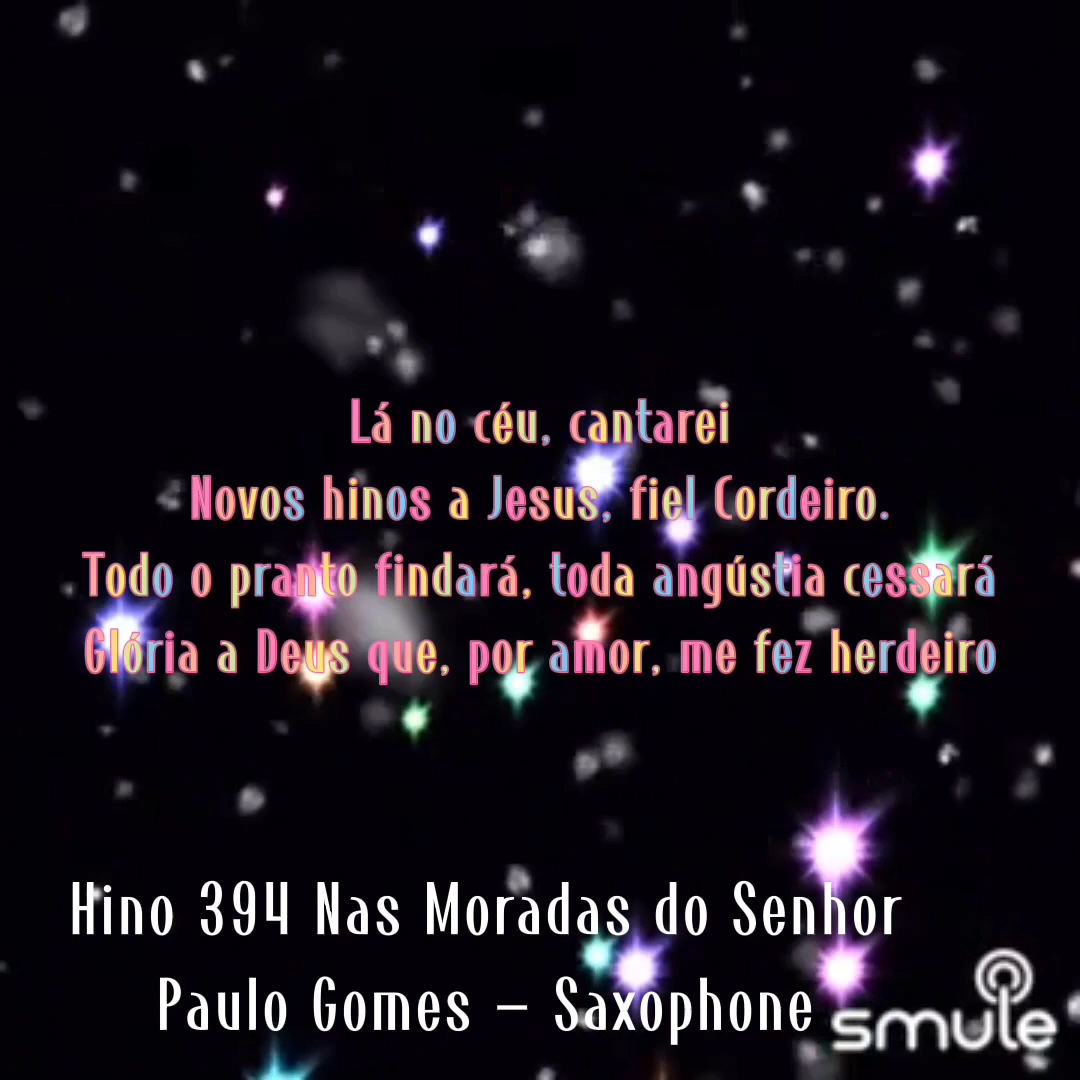 Lá no céu, cantarei
Novos hinos a Jesus, fiel Cordeiro.
Todo o pranto findará, toda angústia cessará
Glória a Deus que, por amor, me fez herdeiro
Hino 394 Nas Moradas do Senhor
Paulo Gomes – Saxophone
smule